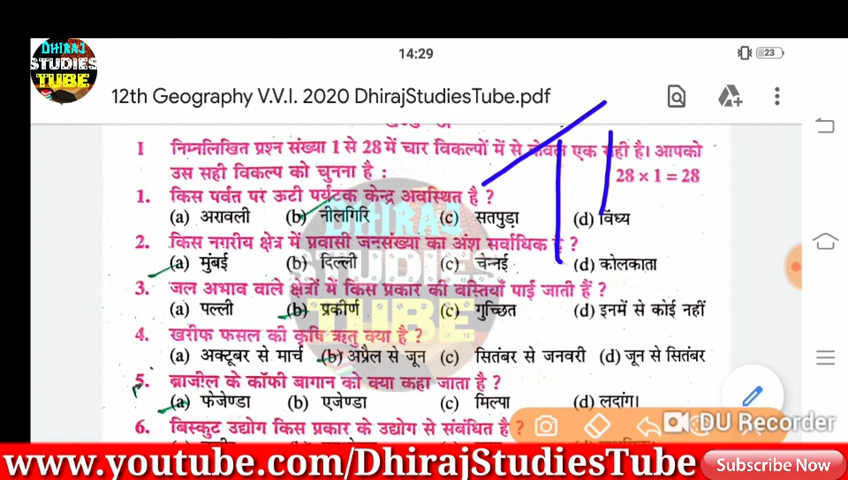 DHIRAJ
STUDIES
TUBE
14:29
23
12th Geography V.V.I. 2020 DhirajStudiesTube.pdf
1 निम्नलिखित प्रश्न संख्या 1 से 28 में चार विकल्पों में से केवल एक सही है। आपको
उस सही विकल्प को चुनना है :
28 × 1 = 28
1. किस पर्वत पर ऊटी पर्यटक केन्द्र अवस्थित है ?
(a) अरावली (b) नीलगिरि (c) सतपुड़ा (d) विंध्य
2. किस नगरीय क्षेत्र में प्रवासी जनसंख्या का अंश सर्वाधिक है ?
(a) मुंबई (b) दिल्ली (c) चेन्नई (d) कोलकाता
3. जल अभाव वाले क्षेत्रों में किस प्रकार की बस्तियाँ पाई जाती हैं ?
(a) पल्ली (b) प्रकीर्ण (c) गुच्छित (d) इनमें से कोई नहीं
4. खरीफ फसल की कृषि ऋतु क्या है ?
(a) अक्टूबर से मार्च (b) अप्रैल से जून (c) सितंबर से जनवरी (d) जून से सितंबर
5. ब्राजील के कॉफी बागान को क्या कहा जाता है ?
(a) फेजेण्डा (b) एजेण्डा (c) मिल्पा (d) लदांग।
6. बिस्कुट उद्योग किस प्रकार के उद्योग से संबंधित है ?
DU Recorder
www.youtube.com/DhirajStudiesTube
Subscribe Now